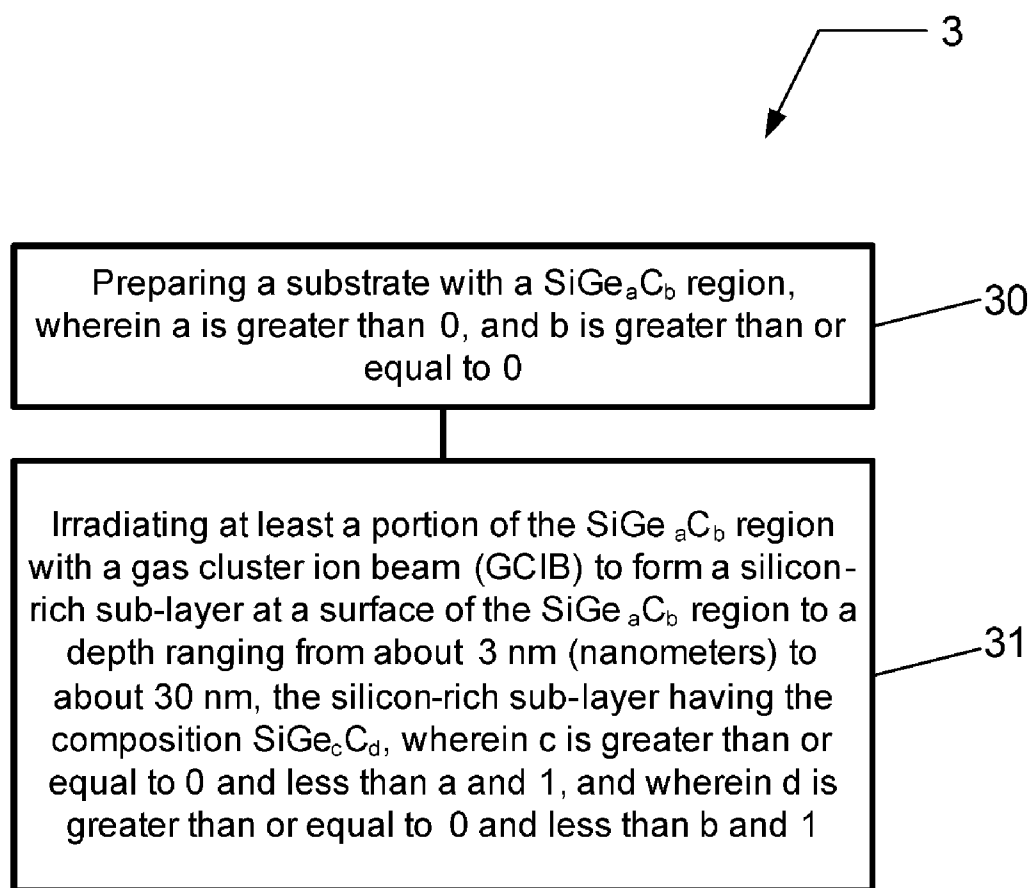 3
Preparing a substrate with a SiGeaCb region,
wherein a is greater than 0, and b is greater than or
equal to 0
30
Irradiating at least a portion of the SiGe aCb region
with a gas cluster ion beam (GCIB) to form a silicon-
rich sub-layer at a surface of the SiGe aCb region to a
depth ranging from about 3 nm (nanometers) to
about 30 nm, the silicon-rich sub-layer having the
composition SiGecCd, wherein c is greater than or
equal to 0 and less than a and 1, and wherein d is
greater than or equal to 0 and less than b and 1
31